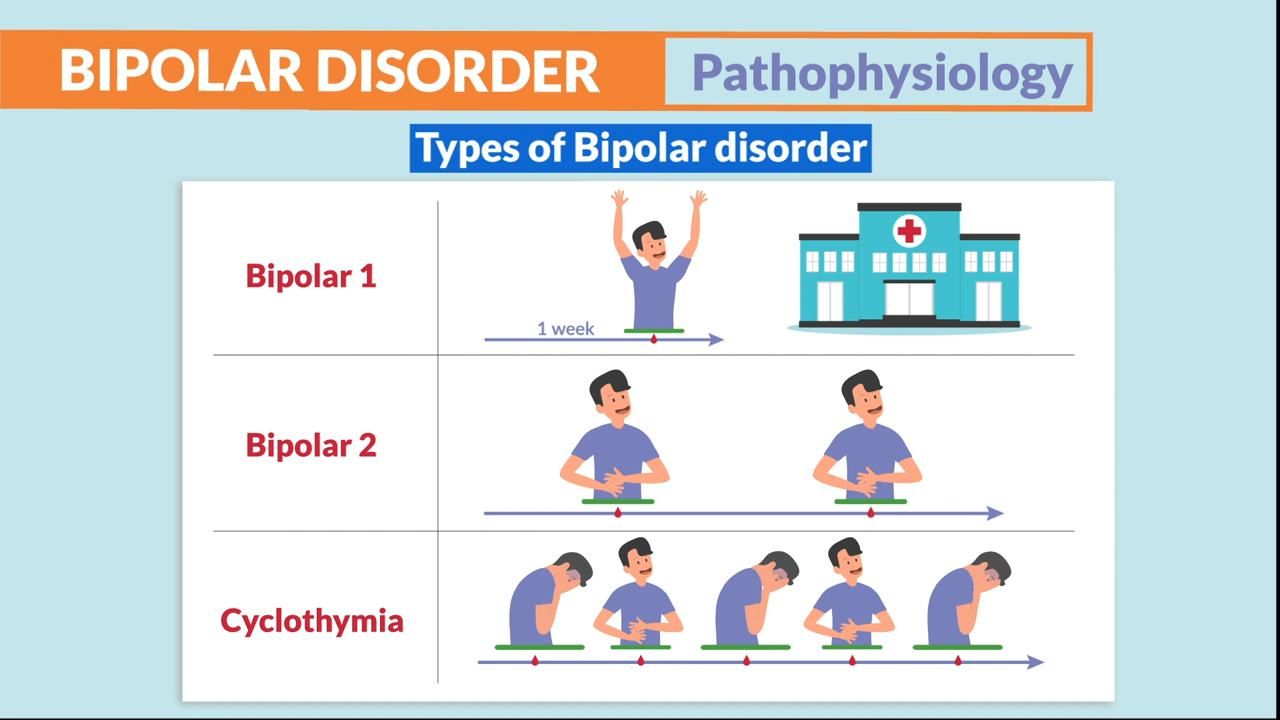 BIPOLAR DISORDER
Pathophysiology
Types of Bipolar disorder
Bipolar 1
1 week
Bipolar 2
Cyclothymia